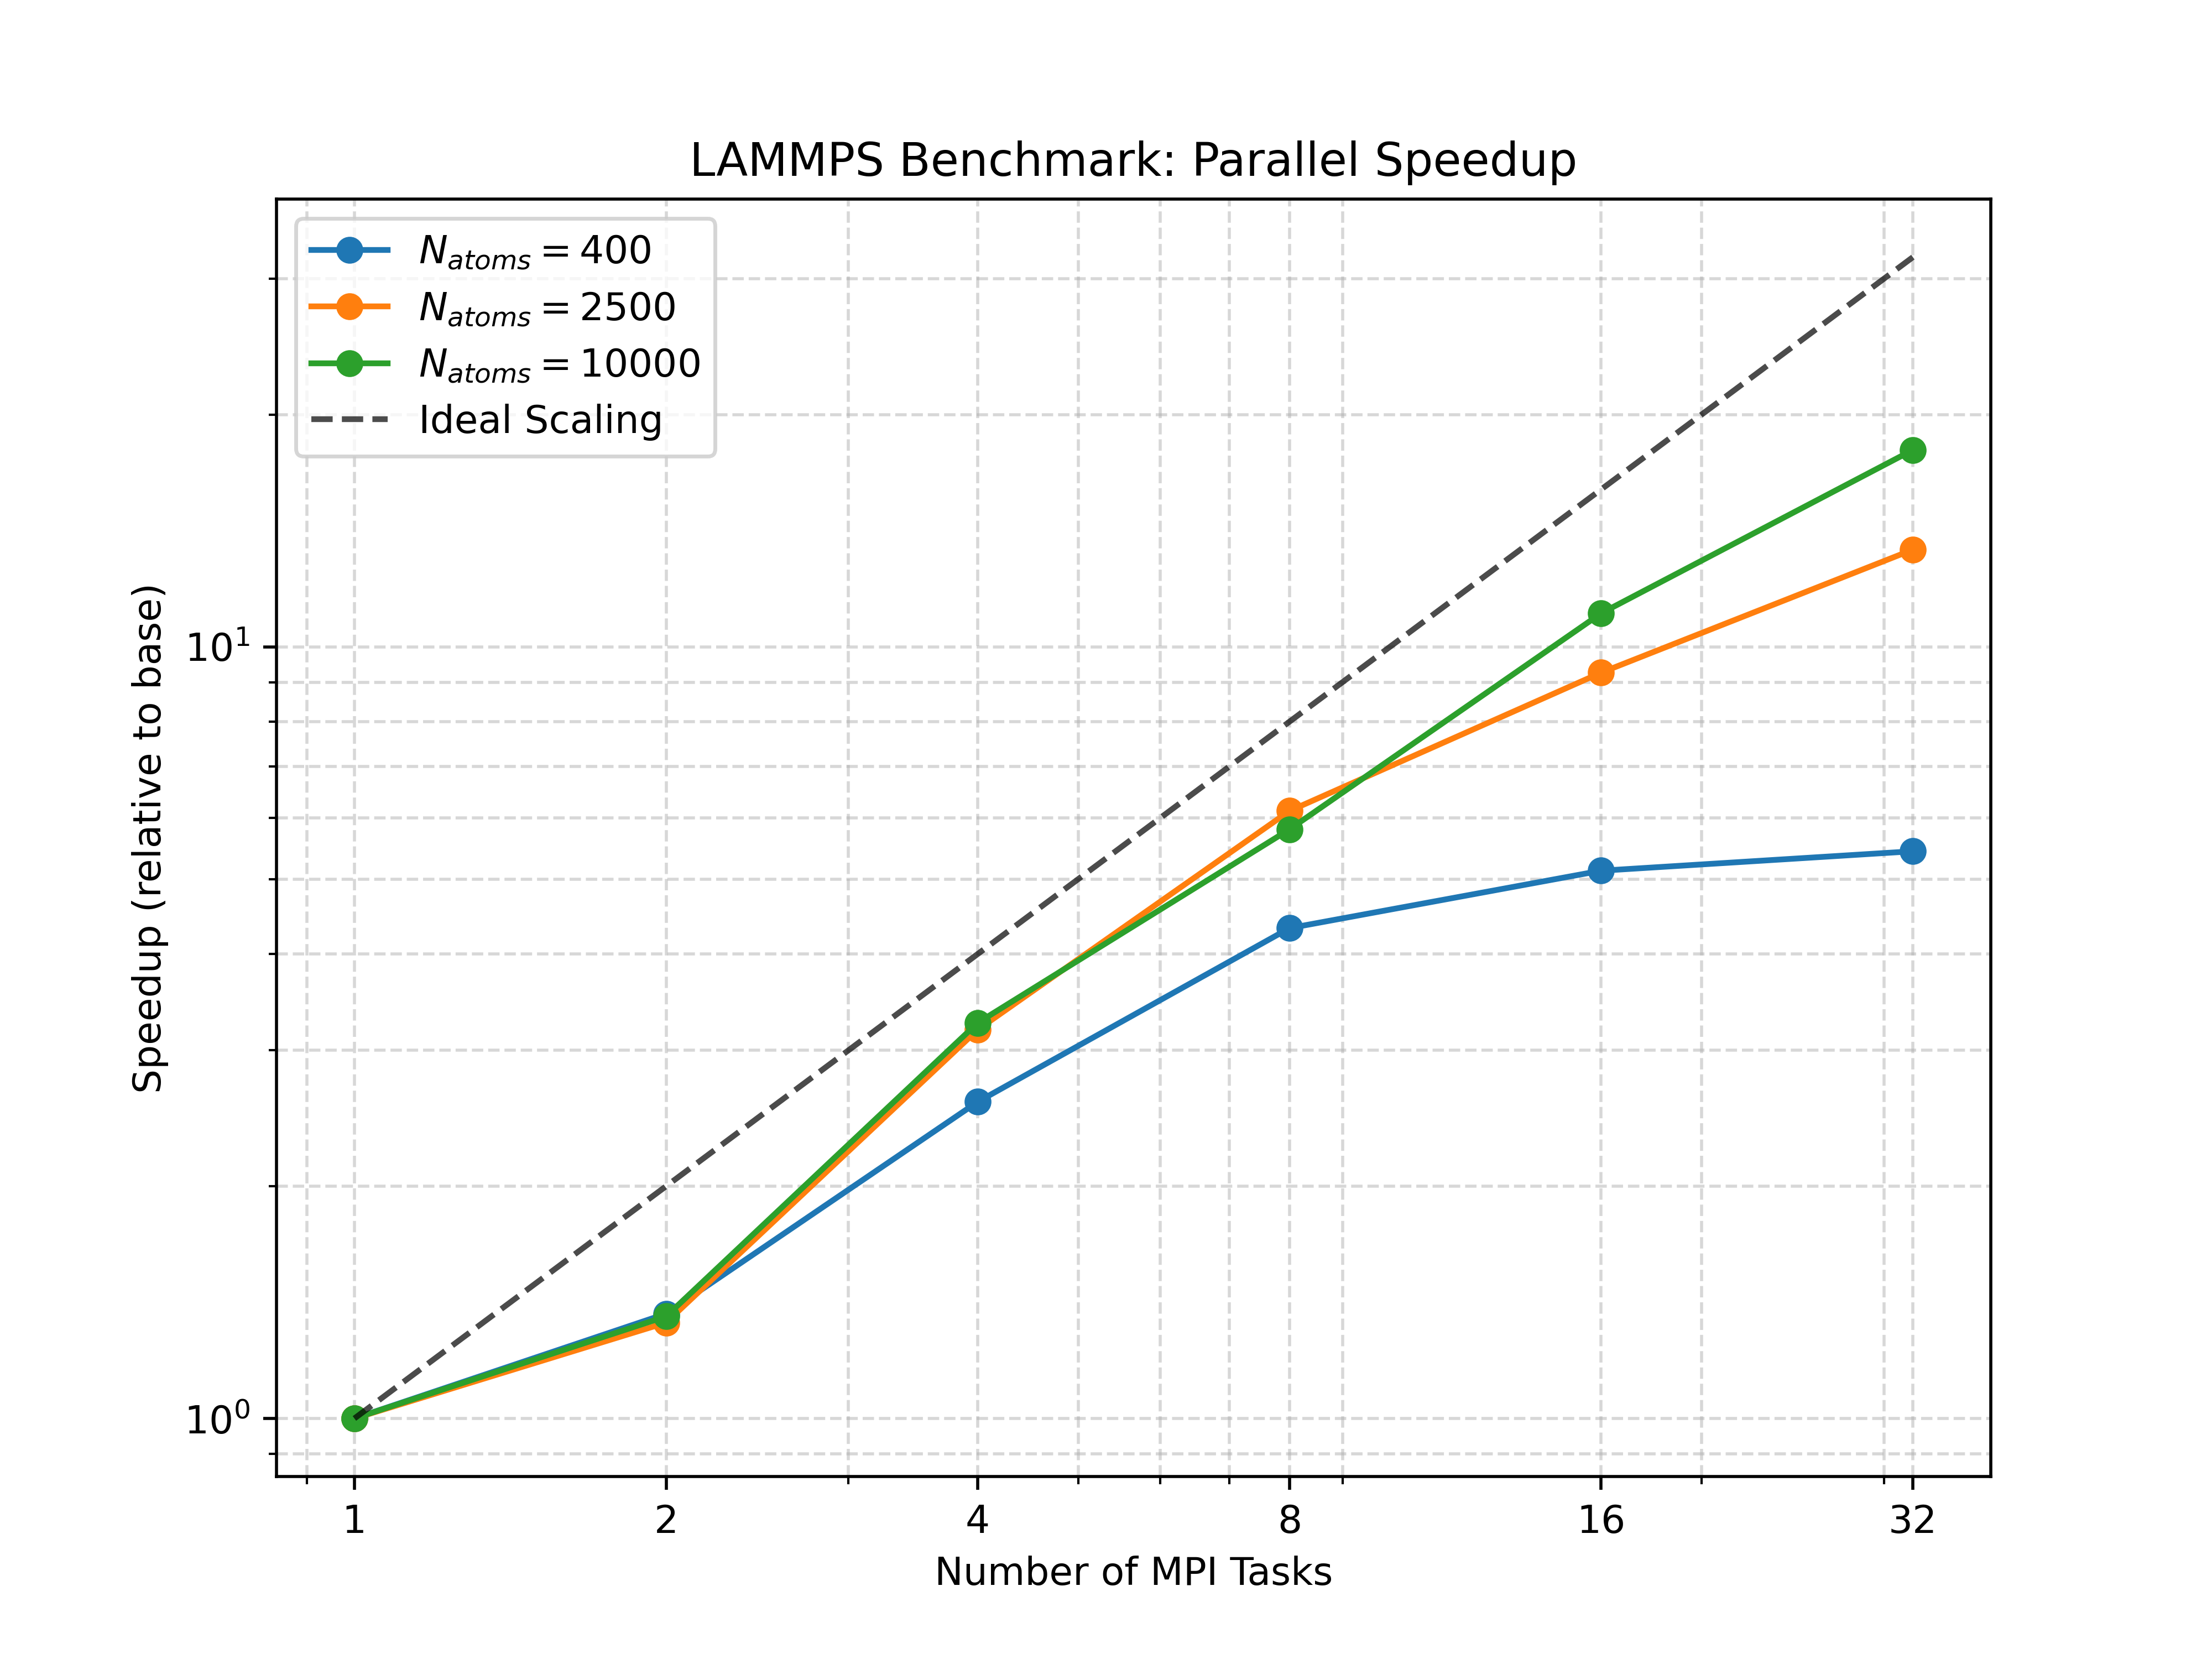 LAMMPS Benchmark: Parallel Speedup
N_atoms = 400
N_atoms = 2500
N_atoms = 10000
Ideal Scaling
Speedup (relative to base)
10^1
10^0
1 2 4 8 16 32
Number of MPI Tasks